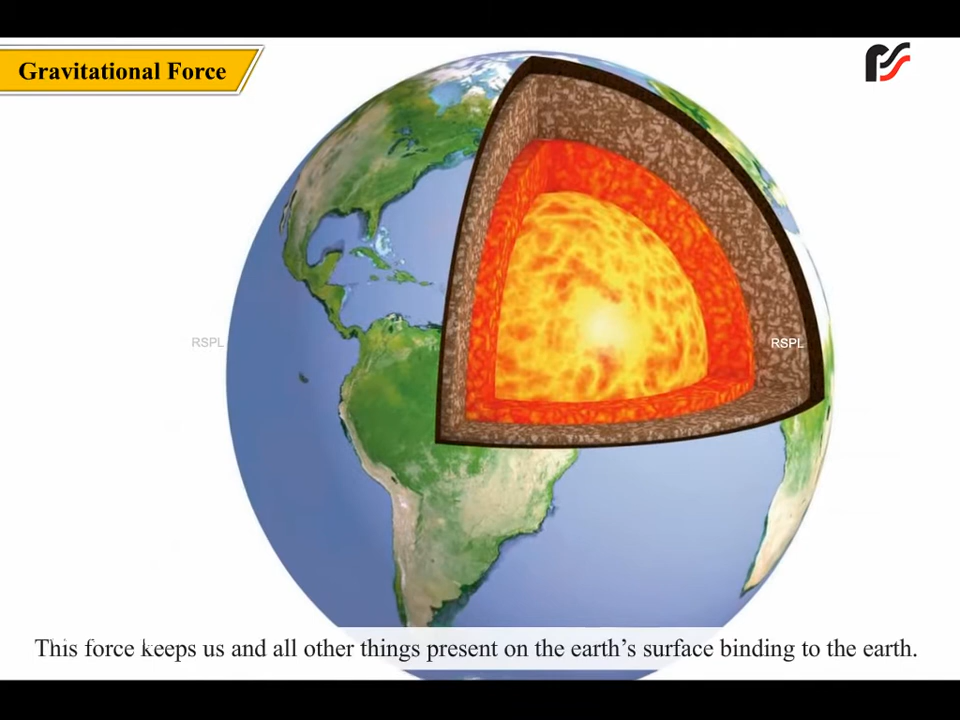 Gravitational Force
RSPL
RSPL
This force keeps us and all other things present on the earth's surface binding to the earth.